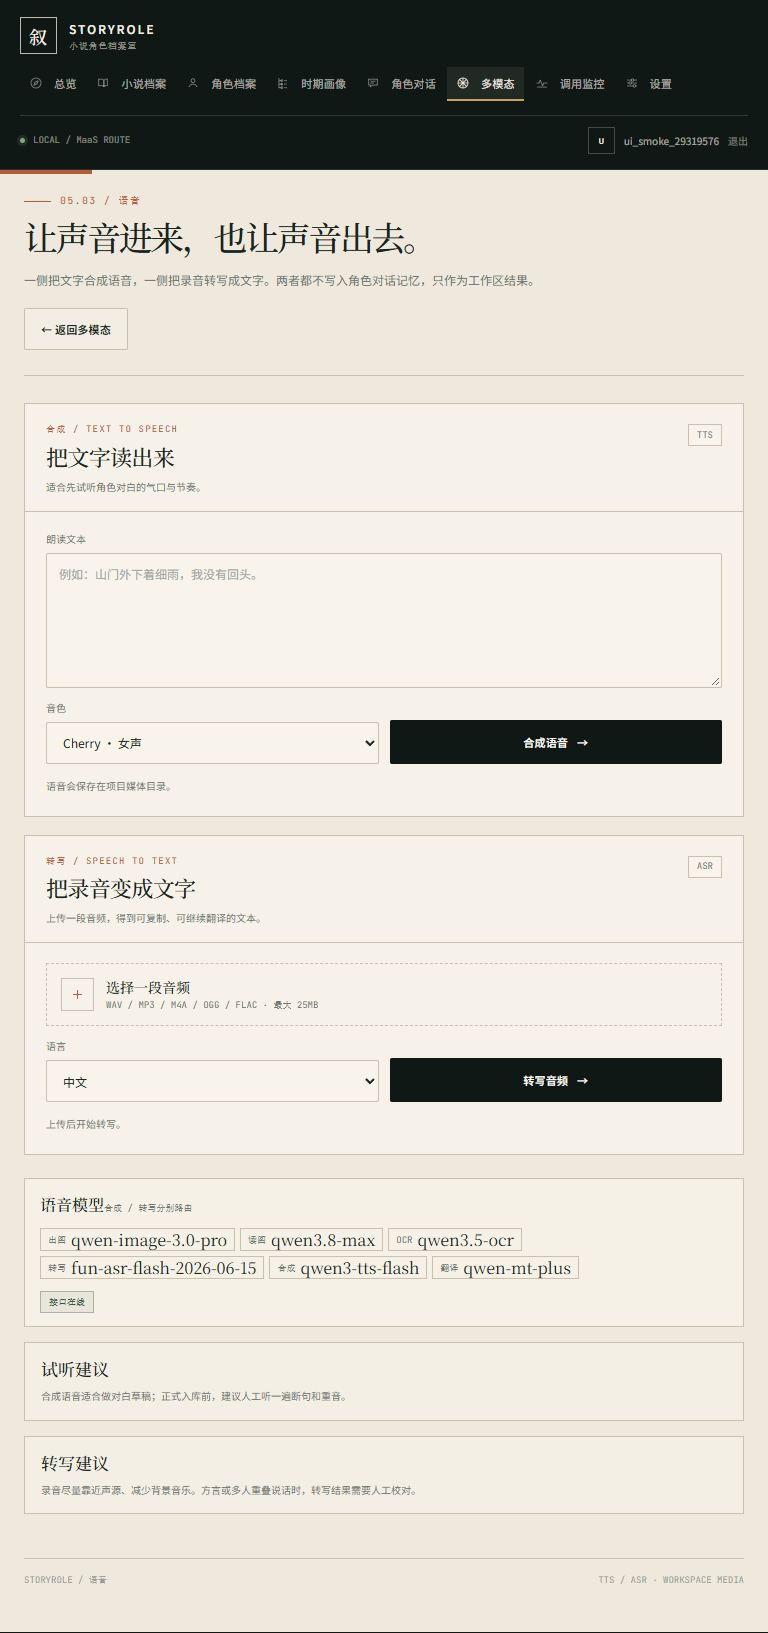 叙
STORYROLE
小说角色档案室
总览 小说档案 角色档案 时期画像 角色对话 多模态 调用监控 设置
LOCAL / MaaS ROUTE
U ui_smoke_29319576 退出
05.03 / 语音
让声音进来，也让声音出去。
一侧把文字合成语音，一侧把录音转写成文字。两者都不写入角色对话记忆，只作为工作区结果。
← 返回多模态
合成 / TEXT TO SPEECH
TTS
把文字读出来
适合先试听角色对白的气口与节奏。
朗读文本
例如：山门外下着细雨，我没有回头。
音色
Cherry · 女声
合成语音 →
语音会保存在项目媒体目录。
转写 / SPEECH TO TEXT
ASR
把录音变成文字
上传一段音频，得到可复制、可继续翻译的文本。
+ 选择一段音频
WAV / MP3 / M4A / OGG / FLAC · 最大 25MB
语言
中文
转写音频 →
上传后开始转写。
语音模型合成 / 转写分别路由
出图 qwen-image-3.0-pro 读图 qwen3.8-max OCR qwen3.5-ocr
转写 fun-asr-flash-2026-06-15 合成 qwen3-tts-flash 翻译 qwen-mt-plus
接口在线
试听建议
合成语音适合做对白草稿；正式入库前，建议人工听一遍断句和重音。
转写建议
录音尽量靠近声源、减少背景音乐。方言或多人重叠说话时，转写结果需要人工校对。
STORYROLE / 语音
TTS / ASR · WORKSPACE MEDIA